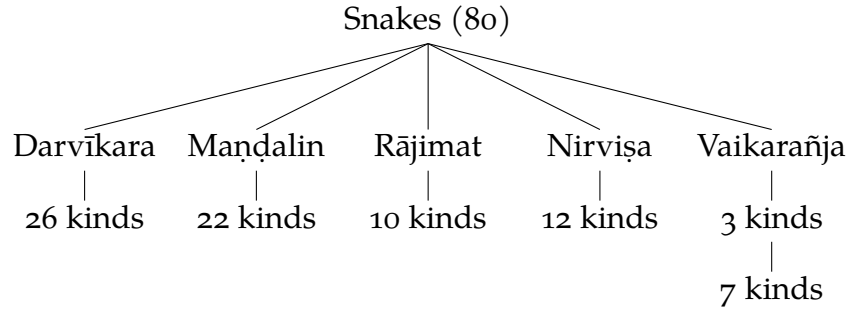 Snakes (80)
Darvīkara Maṇḍalin Rājimat Nirviṣa Vaikarañja
26 kinds 22 kinds 10 kinds 12 kinds 3 kinds
7 kinds